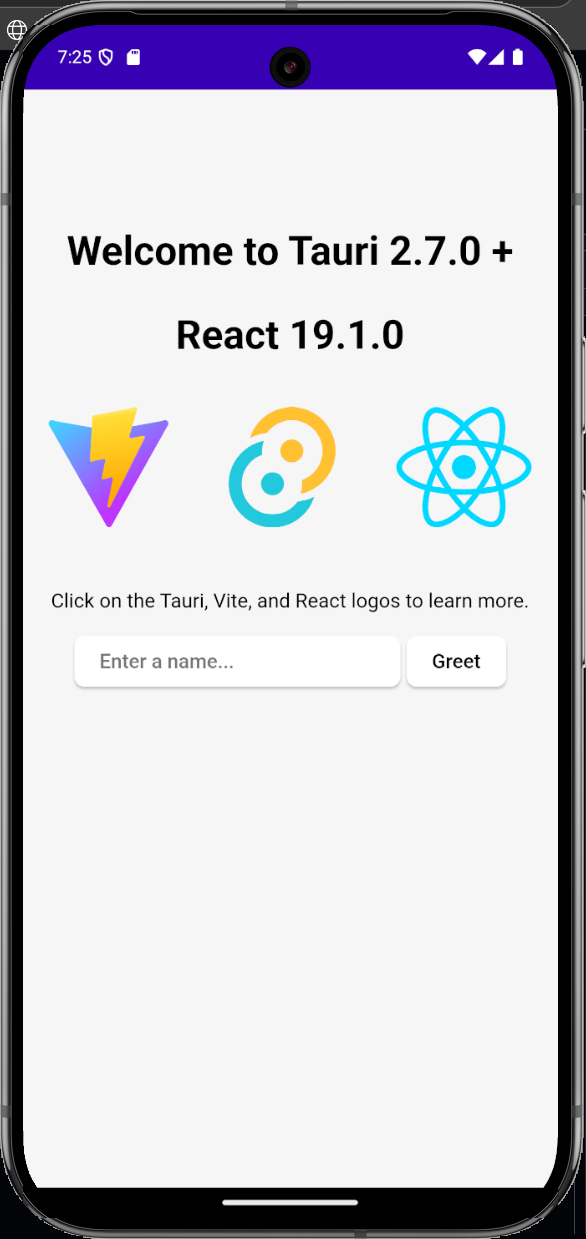 7:25
Welcome to Tauri 2.7.0 +
React 19.1.0
Click on the Tauri, Vite, and React logos to learn more.
Enter a name...
Greet